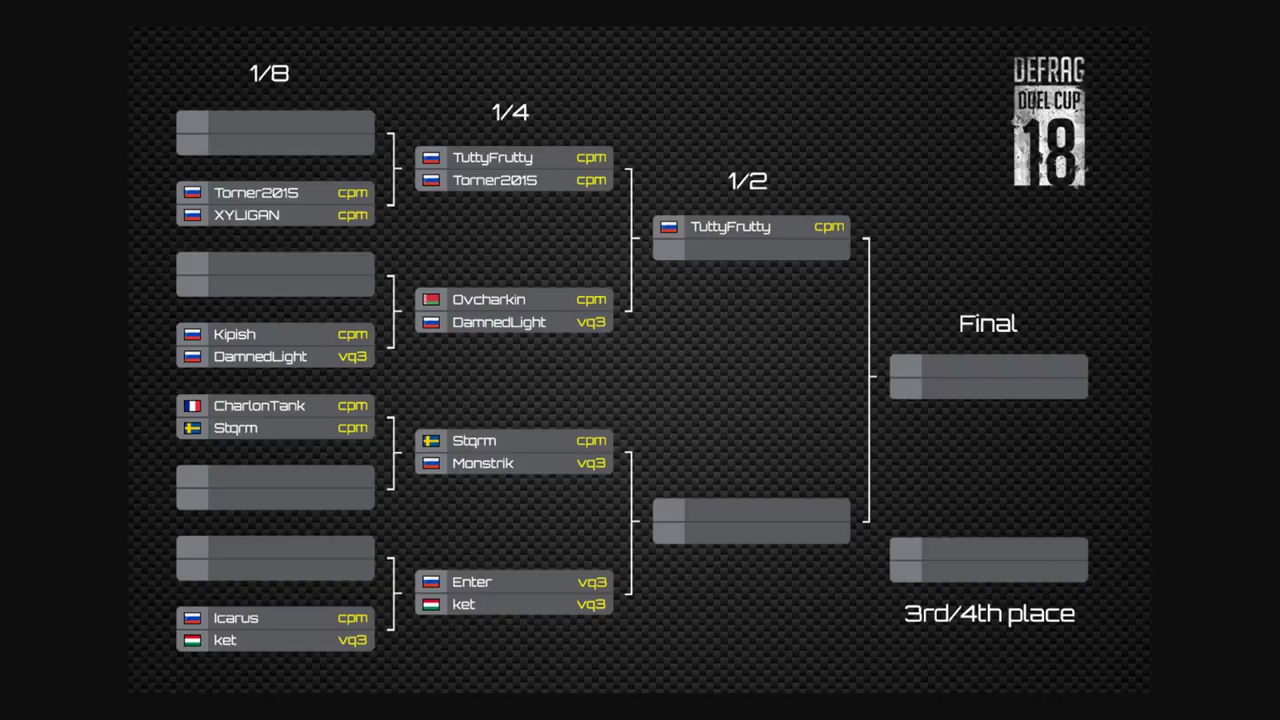 1/8
1/4
1/2
Final
DEFRAG
DUEL CUP
18
Torner2015 cpm
XYLIGAN cpm
Kipish cpm
DamnedLight vq3
CharlonTank cpm
Stqrm cpm
Icarus cpm
ket vq3
TuttyFrutty cpm
Torner2015 cpm
Ovcharkin cpm
DamnedLight vq3
Stqrm cpm
Monstrik vq3
Enter vq3
ket vq3
TuttyFrutty cpm
3rd/4th place